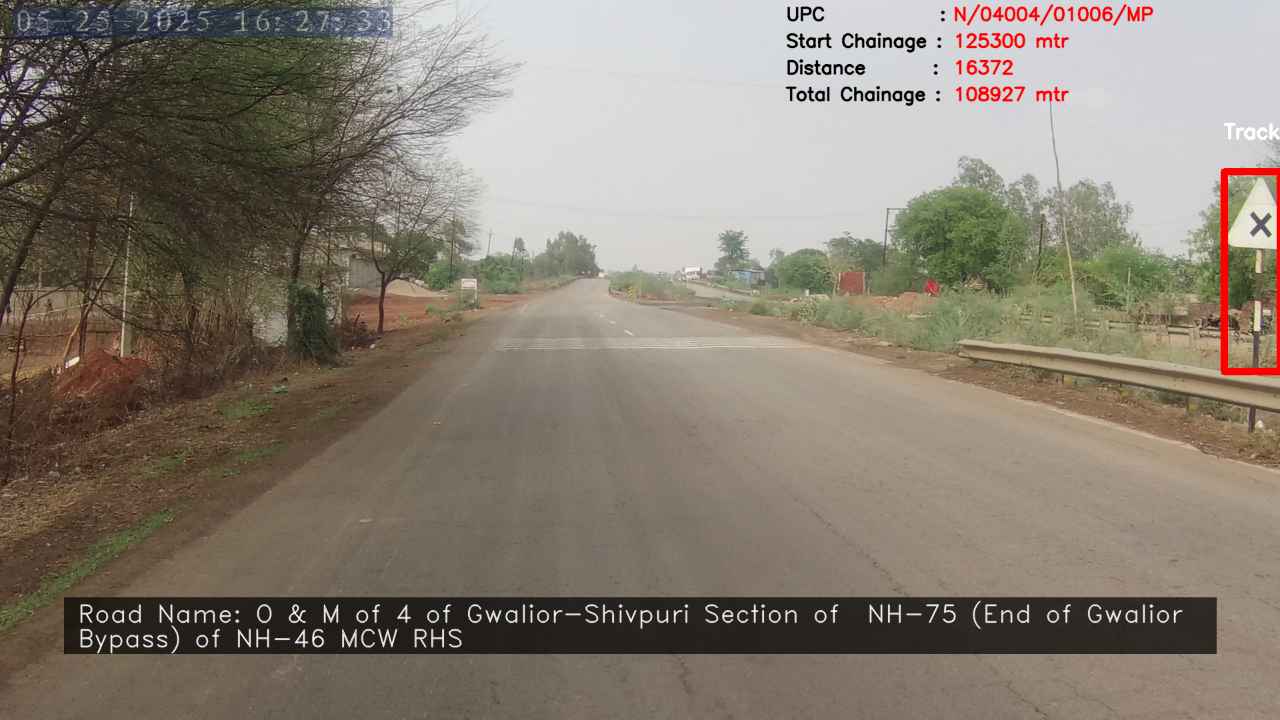 05-25-2025 16:27:33
UPC : N/04004/01006/MP
Start Chainage : 125300 mtr
Distance : 16372
Total Chainage : 108927 mtr
Track
Road Name: O & M of 4 of Gwalior-Shivpuri Section of NH-75 (End of Gwalior
Bypass) of NH-46 MCW RHS